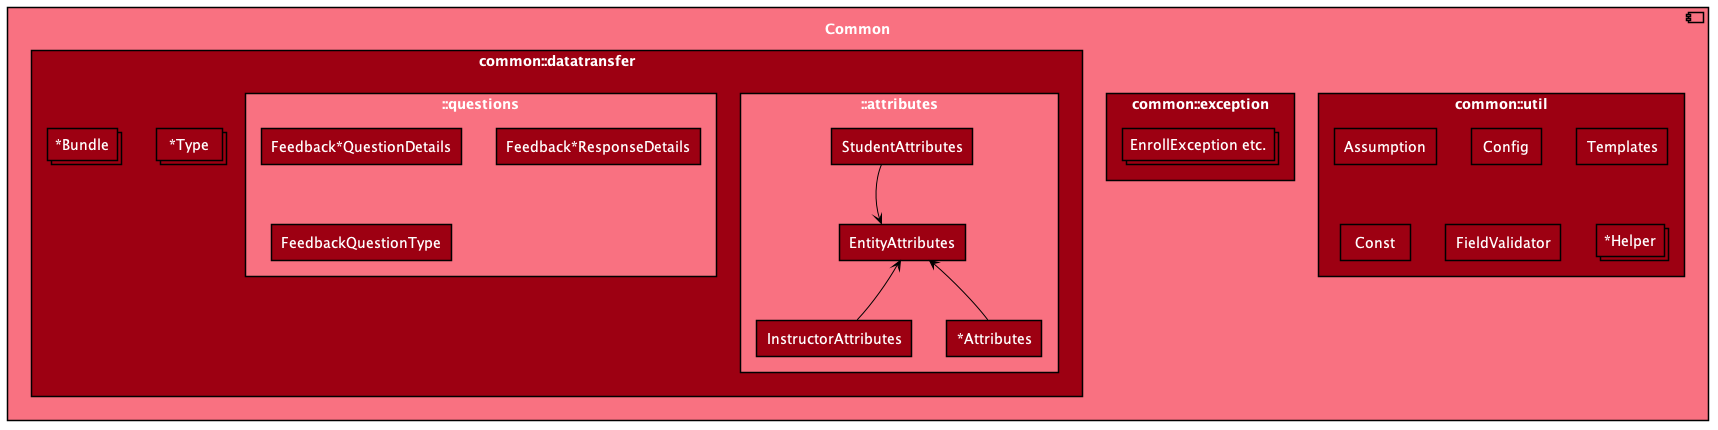 Common
common::datatransfer
*Bundle
*Type
::questions
Feedback*QuestionDetails
Feedback*ResponseDetails
FeedbackQuestionType
::attributes
StudentAttributes
EntityAttributes
InstructorAttributes
*Attributes
common::exception
EnrollException etc.
common::util
Assumption
Config
Templates
Const
FieldValidator
*Helper